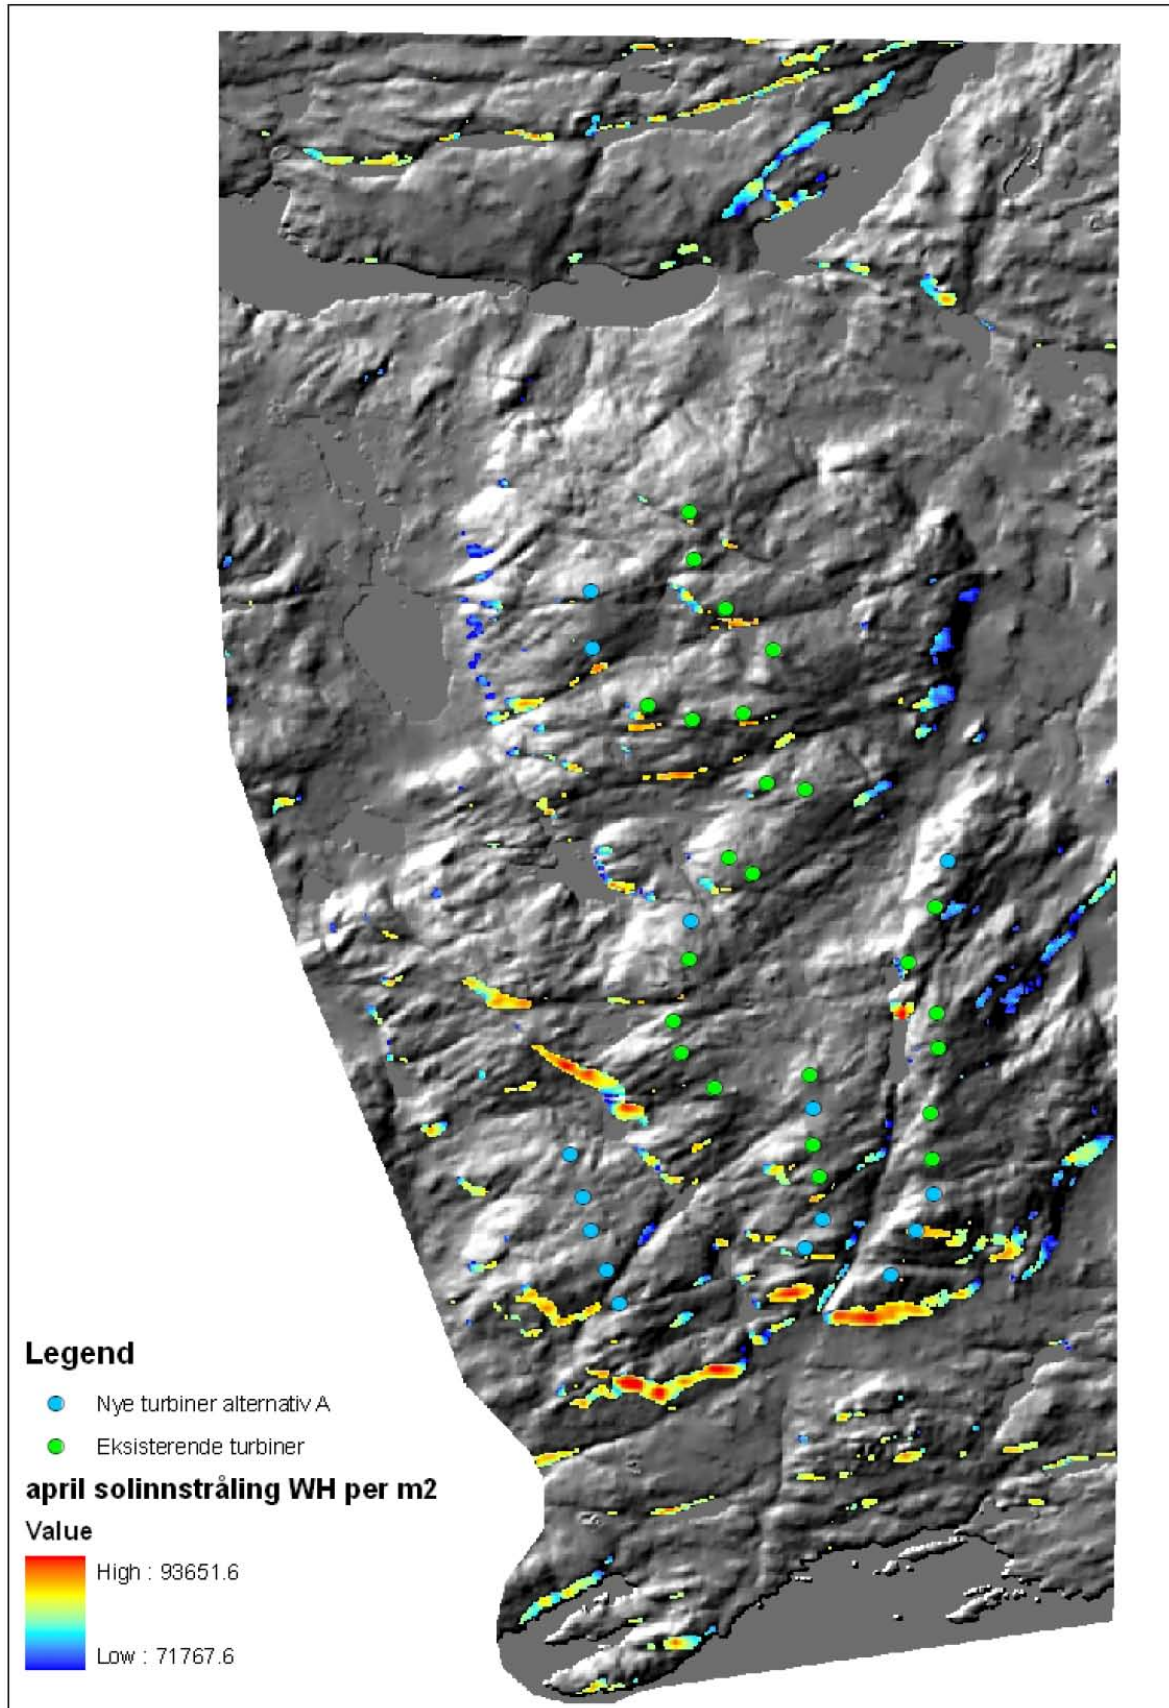 Legend
Nye turbiner alternativ A
Eksisterende turbiner
april solinnstråling WH per m2
Value
High : 93651.6
Low : 71767.6